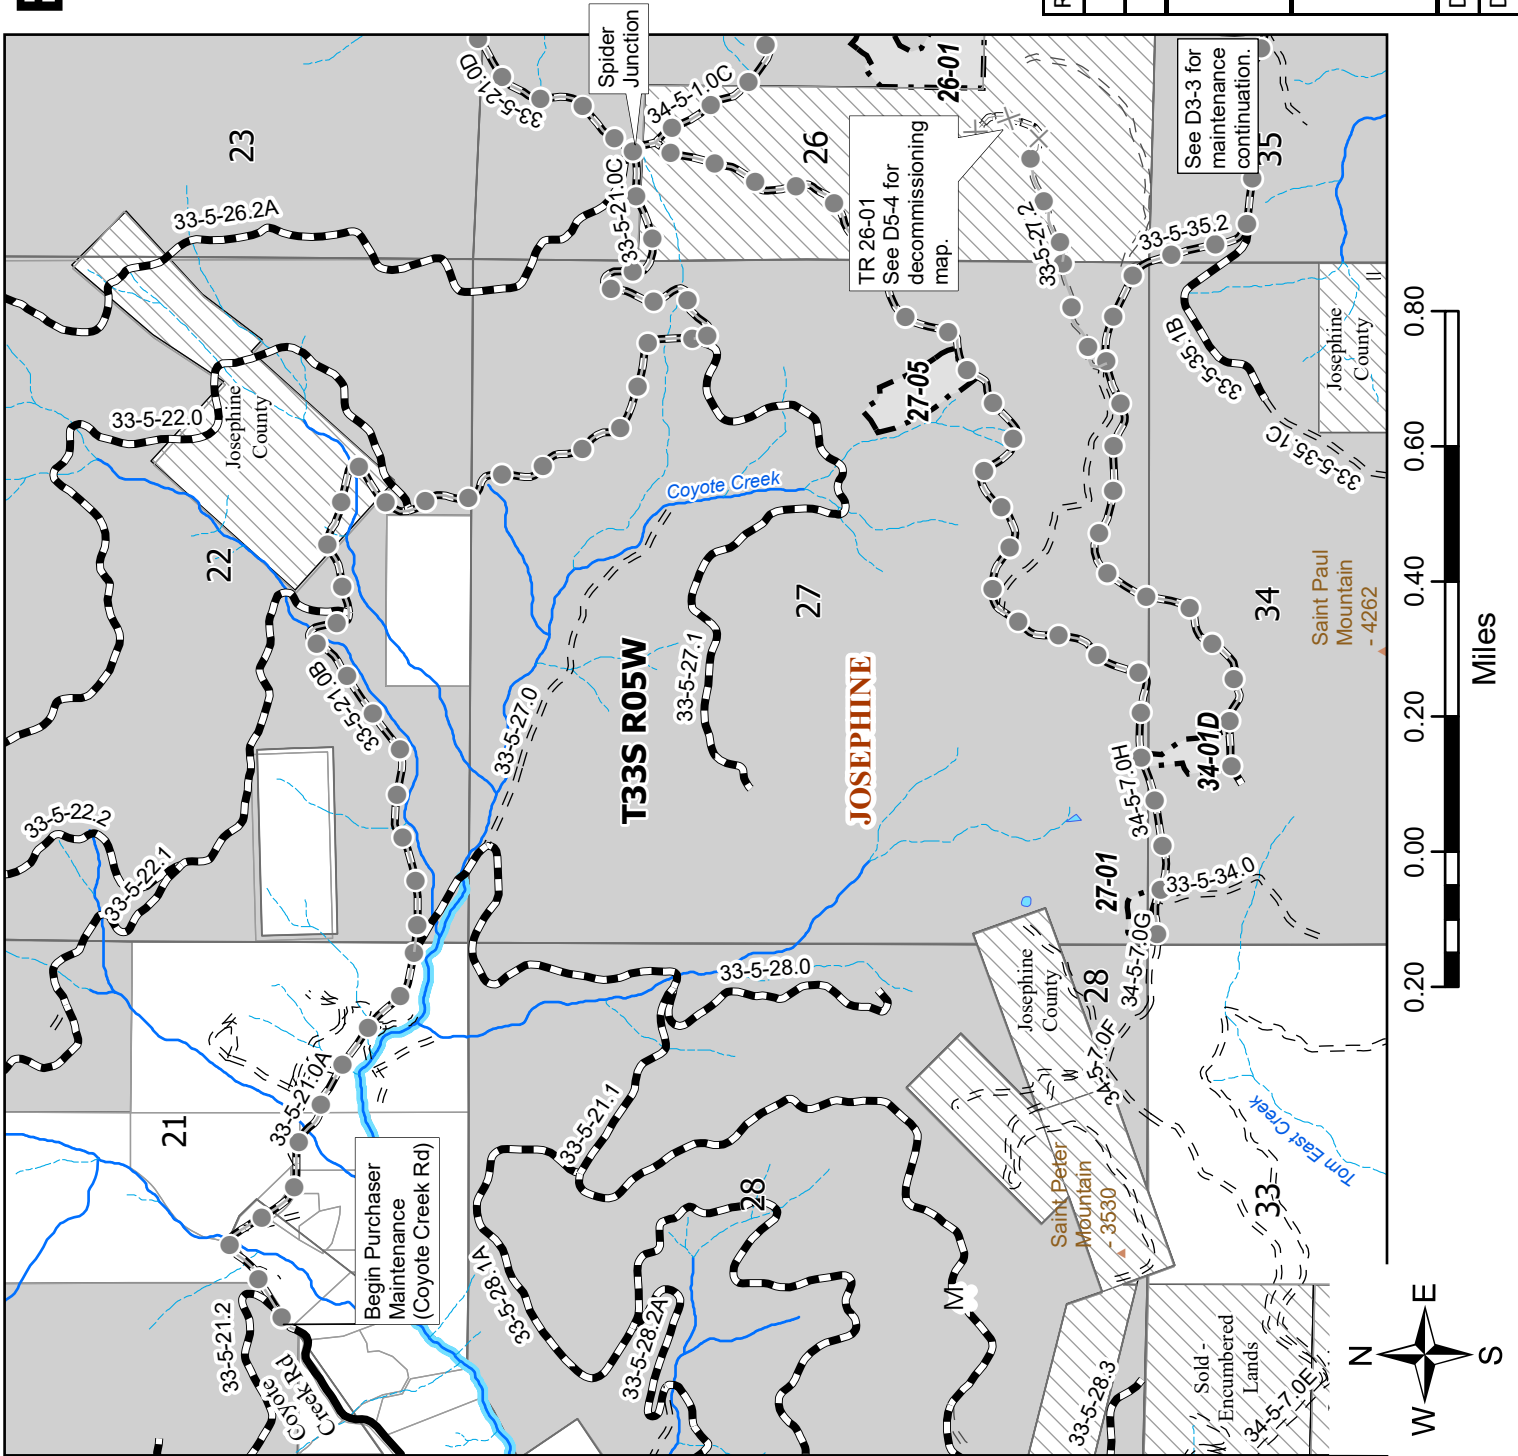 23
33-5-21.0D
Spider
Junction
34-5-1.0C
26-01
26
33-5-26.2A
33-5-21.0C
TR 26-01
See D5-4 for
decommissioning
map.
See D3-3 for
maintenance
continuation.
35
33-5-21.2
33-5-35.2
33-5-35.1B
33-5-35.1C
Josephine
County
33-5-22.0
Josephine
County
22
27-05
Coyote Creek
27
33-5-27.1
33-5-27.0
T33S R05W
JOSEPHINE
34
Saint Paul
Mountain
- 4262
33-5-21.0B
33-5-22.2
33-5-22.1
34-01D
34-5-7.0H
27-01
33-5-34.0
34-5-7.0G
33-5-28.0
28
Josephine
County
34-5-7.0F
21
33-5-21.0A
33-5-21.1
Begin Purchaser
Maintenance
(Coyote Creek Rd)
28
Saint Peter
Mountain
- 3530
Tom East Creek
33
33-5-21.2
Coyote
Creek Rd
33-5-28.1A
33-5-28.2A
M
33-5-28.3
Sold -
Encumbered
Lands
34-5-7.0E
0.20
0.00
0.20
0.40
0.60
0.80
Miles
N
W
E
S